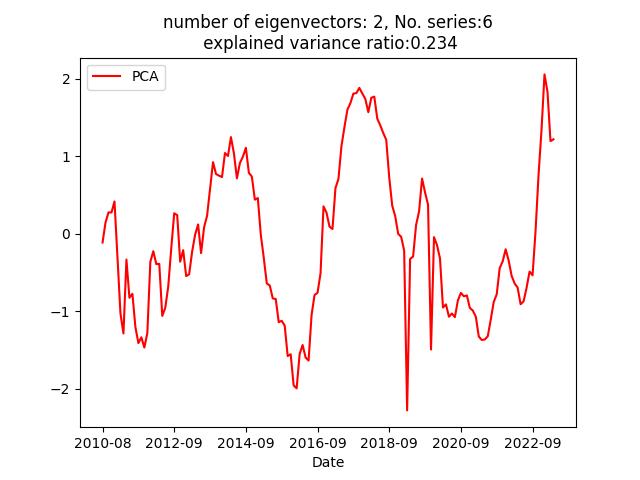 number of eigenvectors: 2, No. series:6
explained variance ratio:0.234
PCA
2
1
0
−1
−2
2010-08 2012-09 2014-09 2016-09 2018-09 2020-09 2022-09
Date